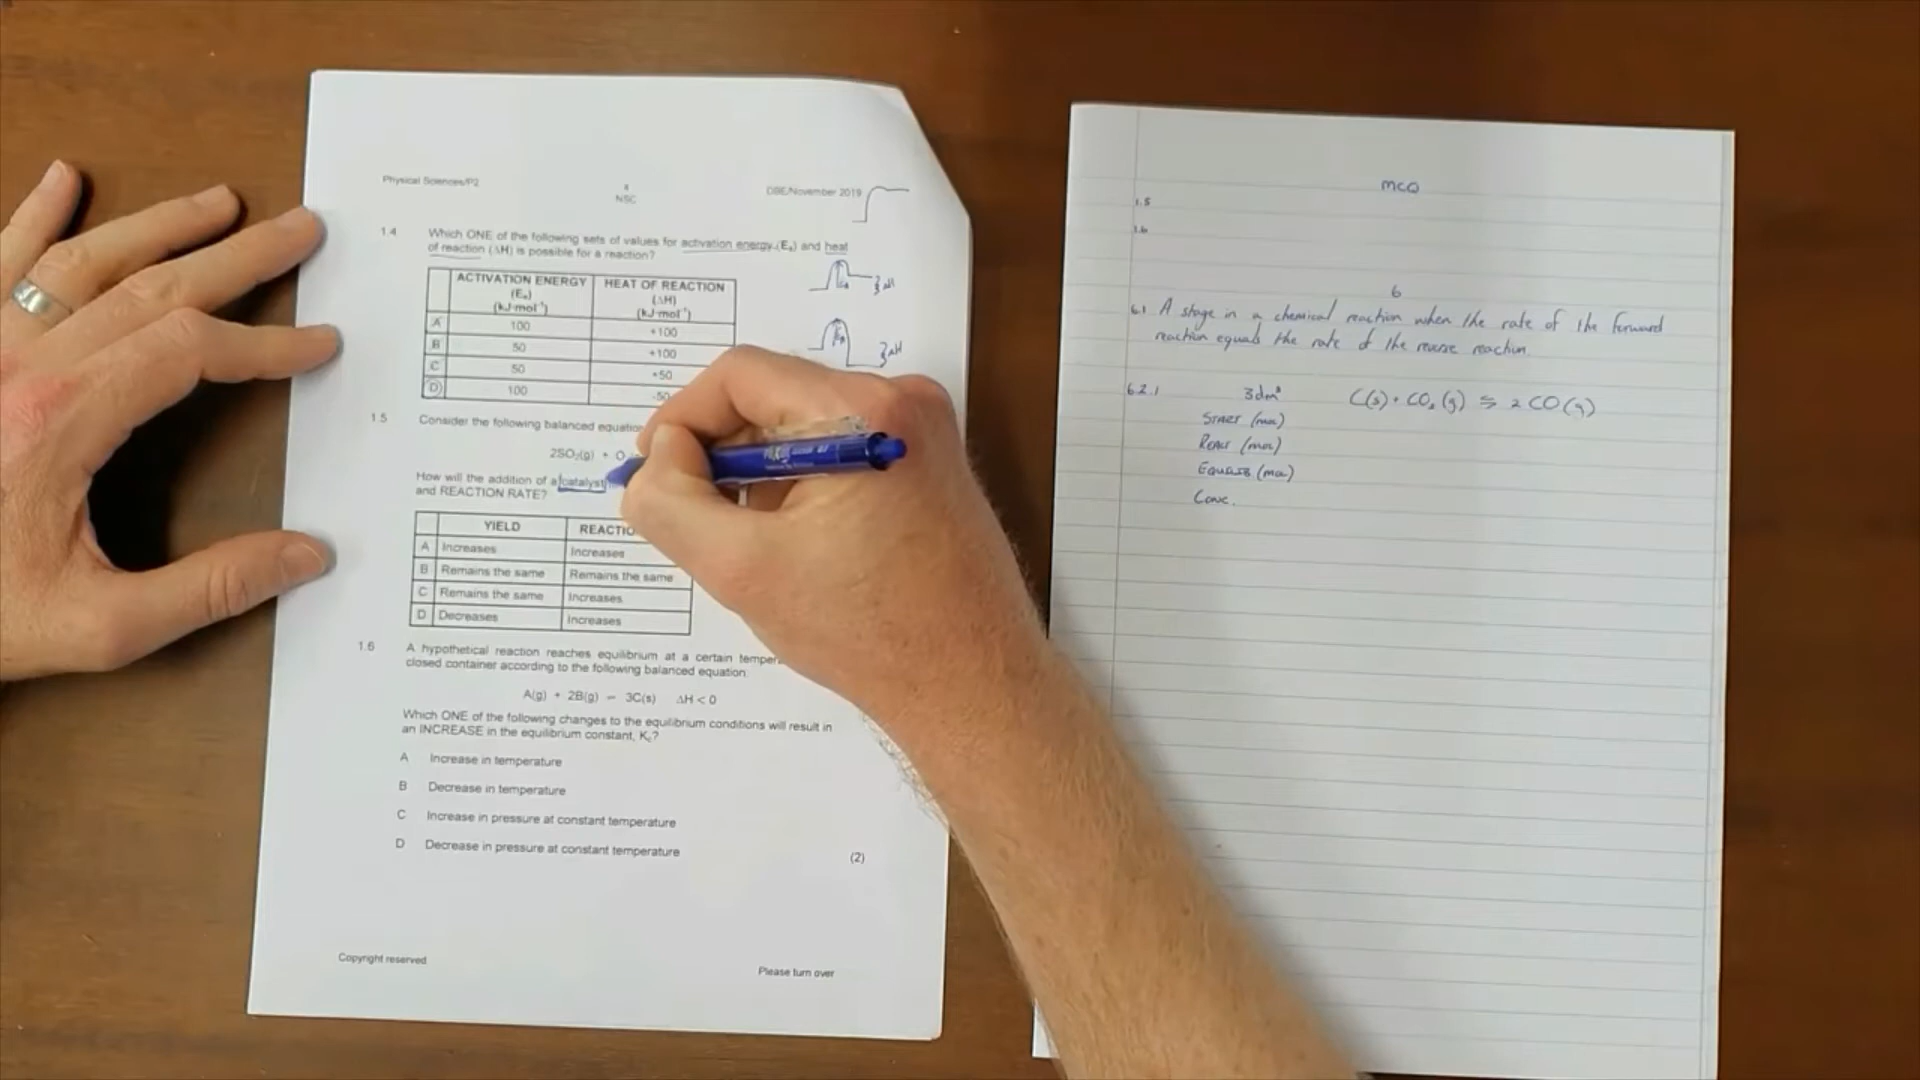 Physical Sciences/P2
4
NSC
DBE/November 2019
1.4 Which ONE of the following sets of values for activation energy (Eₐ) and heat
of reaction (ΔH) is possible for a reaction?
ACTIVATION ENERGY (Eₐ) (kJ·mol⁻¹) HEAT OF REACTION (ΔH) (kJ·mol⁻¹)
A 100 +100
B 50 +100
C 50 +50
D 100 -50
ΔH
Eₐ
ΔH
1.5 Consider the following balanced
2SO₂(g) + O
How will the addition of a catalyst
and REACTION RATE?
YIELD
A Increases Increases
B Remains the same Remains the same
C Remains the same Increases
D Decreases Increases
1.6 A hypothetical reaction reaches equilibrium at a certain
closed container according to the following balanced equation:
A(g) + 2B(g) ⇌ 3C(s) ΔH < 0
Which ONE of the following changes to the equilibrium conditions will result in
an INCREASE in the equilibrium constant, Kc?
A Increase in temperature
B Decrease in temperature
C Increase in pressure at constant temperature
D Decrease in pressure at constant temperature
(2)
Copyright reserved
Please turn over
MCQ
1.5
1.6
6
6.1 A stage in a chemical reaction when the rate of the forward
reaction equals the rate of the reverse reaction.
6.2.1 3dm³ C(s) + CO₂(g) ⇌ 2CO(g)
START (mol)
React (mol)
Equilib (mol)
Conc.